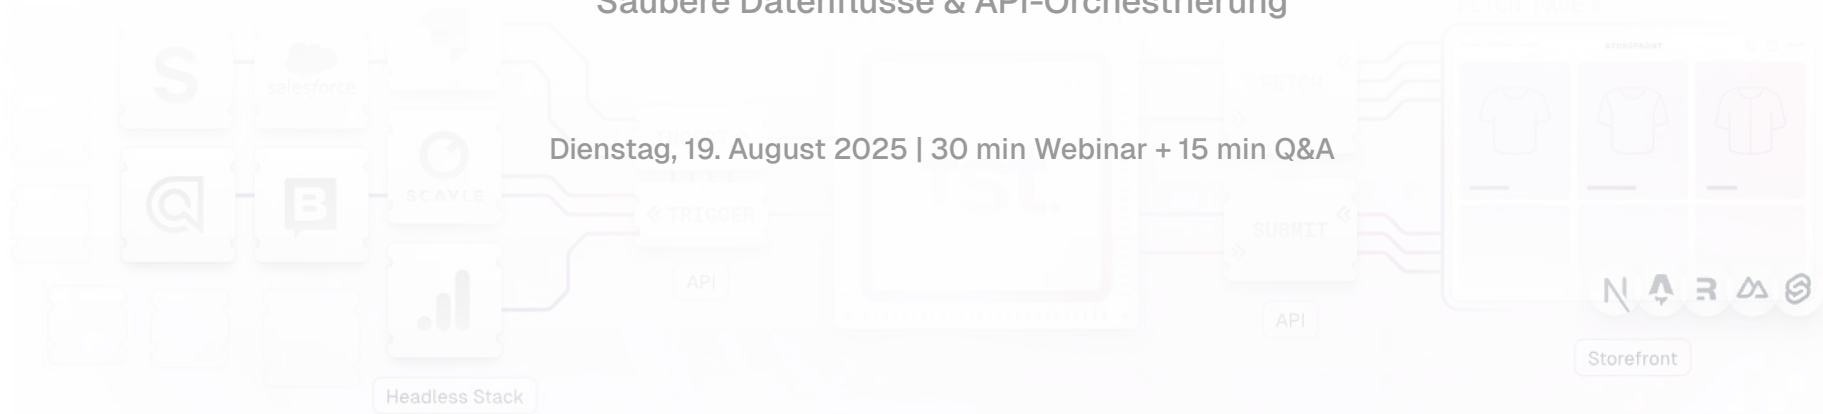 Saubere Datenflüsse & API-Orchestrierung
STOREFRONT
salesforce
Dienstag, 19. August 2025 | 30 min Webinar + 15 min Q&A
SCAYLE
TRIGGER
SUBMIT
API
API
Storefront
Headless Stack